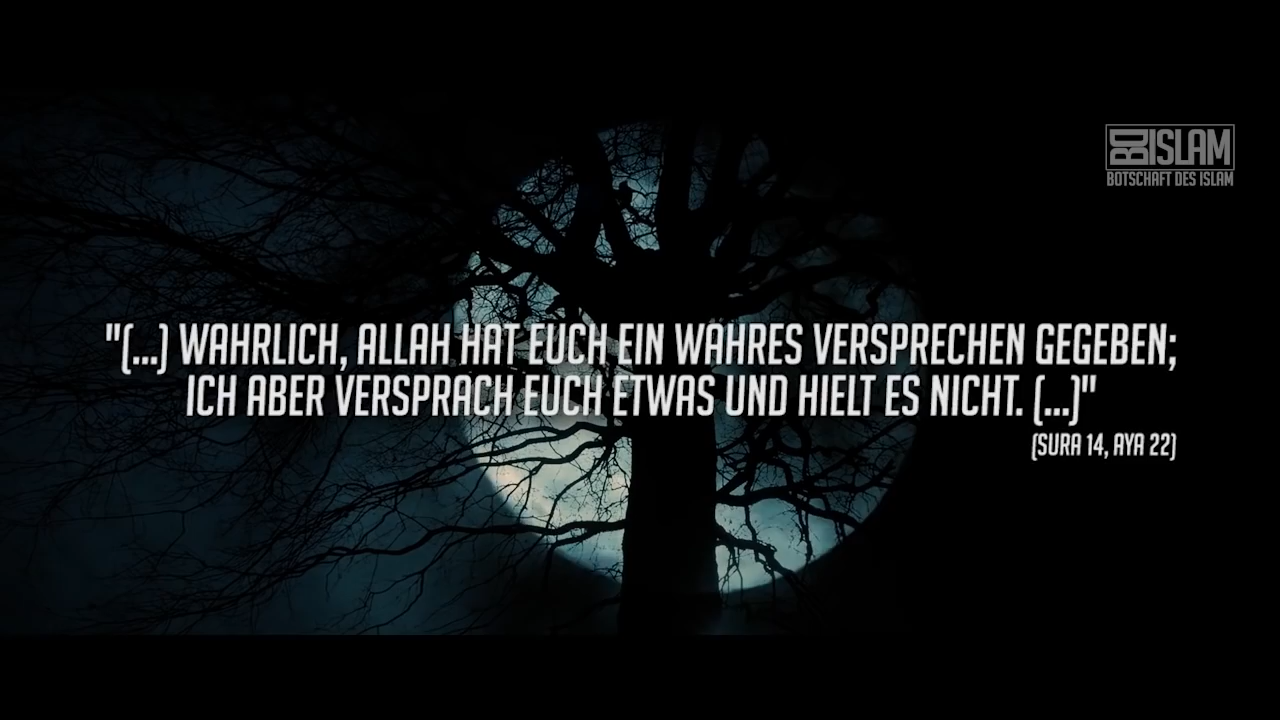 BD ISLAM
BOTSCHAFT DES ISLAM
"(...) WAHRLICH, ALLAH HAT EUCH EIN WAHRES VERSPRECHEN GEGEBEN;
ICH ABER VERSPRACH EUCH ETWAS UND HIELT ES NICHT. (...)"
(SURA 14, AYA 22)